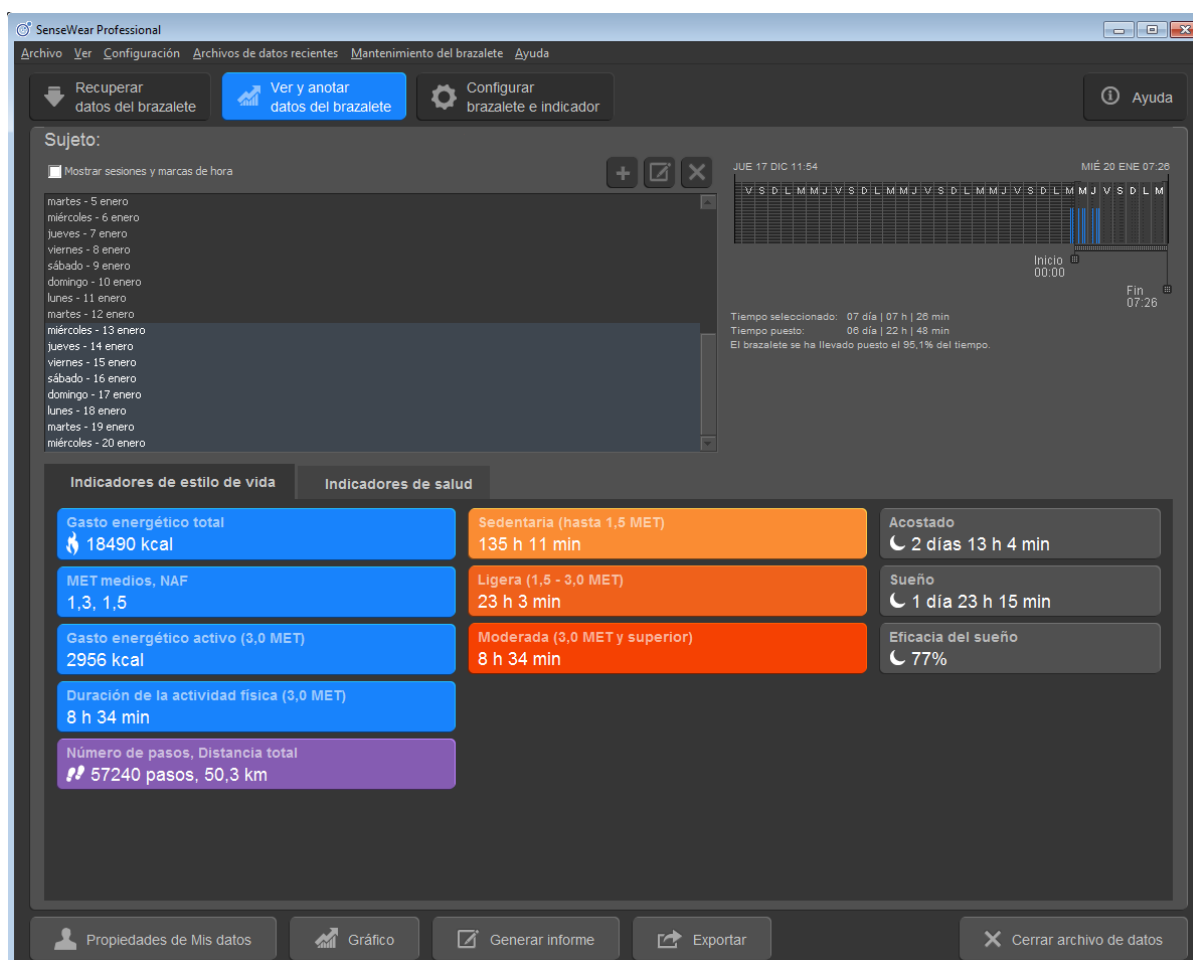 SenseWear Professional
Archivo Ver Configuración Archivos de datos recientes Mantenimiento del brazalete Ayuda
Recuperar
datos del brazalete
Ver y anotar
datos del brazalete
Configurar
brazalete e indicador
Ayuda
Sujeto:
Mostrar sesiones y marcas de hora
martes - 5 enero
miércoles - 6 enero
jueves - 7 enero
viernes - 8 enero
sábado - 9 enero
domingo - 10 enero
lunes - 11 enero
martes - 12 enero
miércoles - 13 enero
jueves - 14 enero
viernes - 15 enero
sábado - 16 enero
domingo - 17 enero
lunes - 18 enero
martes - 19 enero
miércoles - 20 enero
JUE 17 DIC 11:54 MIÉ 20 ENE 07:26
V S D L M M J V S D L M M J V S D L M M J V S D L M M J V S D L M
Inicio
00:00
Fin
07:26
Tiempo seleccionado: 07 día | 07 h | 26 min
Tiempo puesto: 06 día | 22 h | 48 min
El brazalete se ha llevado puesto el 95,1% del tiempo.
Indicadores de estilo de vida Indicadores de salud
Gasto energético total
18490 kcal
MET medios, NAF
1,3, 1,5
Gasto energético activo (3,0 MET)
2956 kcal
Duración de la actividad física (3,0 MET)
8 h 34 min
Número de pasos, Distancia total
57240 pasos, 50,3 km
Sedentaria (hasta 1,5 MET)
135 h 11 min
Ligera (1,5 - 3,0 MET)
23 h 3 min
Moderada (3,0 MET y superior)
8 h 34 min
Acostado
2 días 13 h 4 min
Sueño
1 día 23 h 15 min
Eficacia del sueño
77%
Propiedades de Mis datos
Gráfico
Generar informe
Exportar
Cerrar archivo de datos